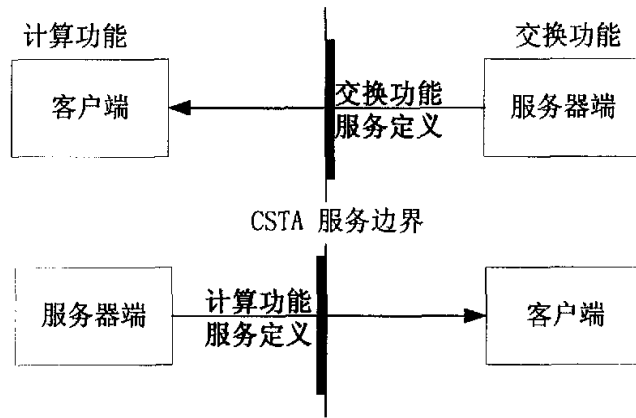 计算功能
交换功能
客户端
交换功能
服务定义
服务器端
CSTA 服务边界
服务器端
计算功能
服务定义
客户端